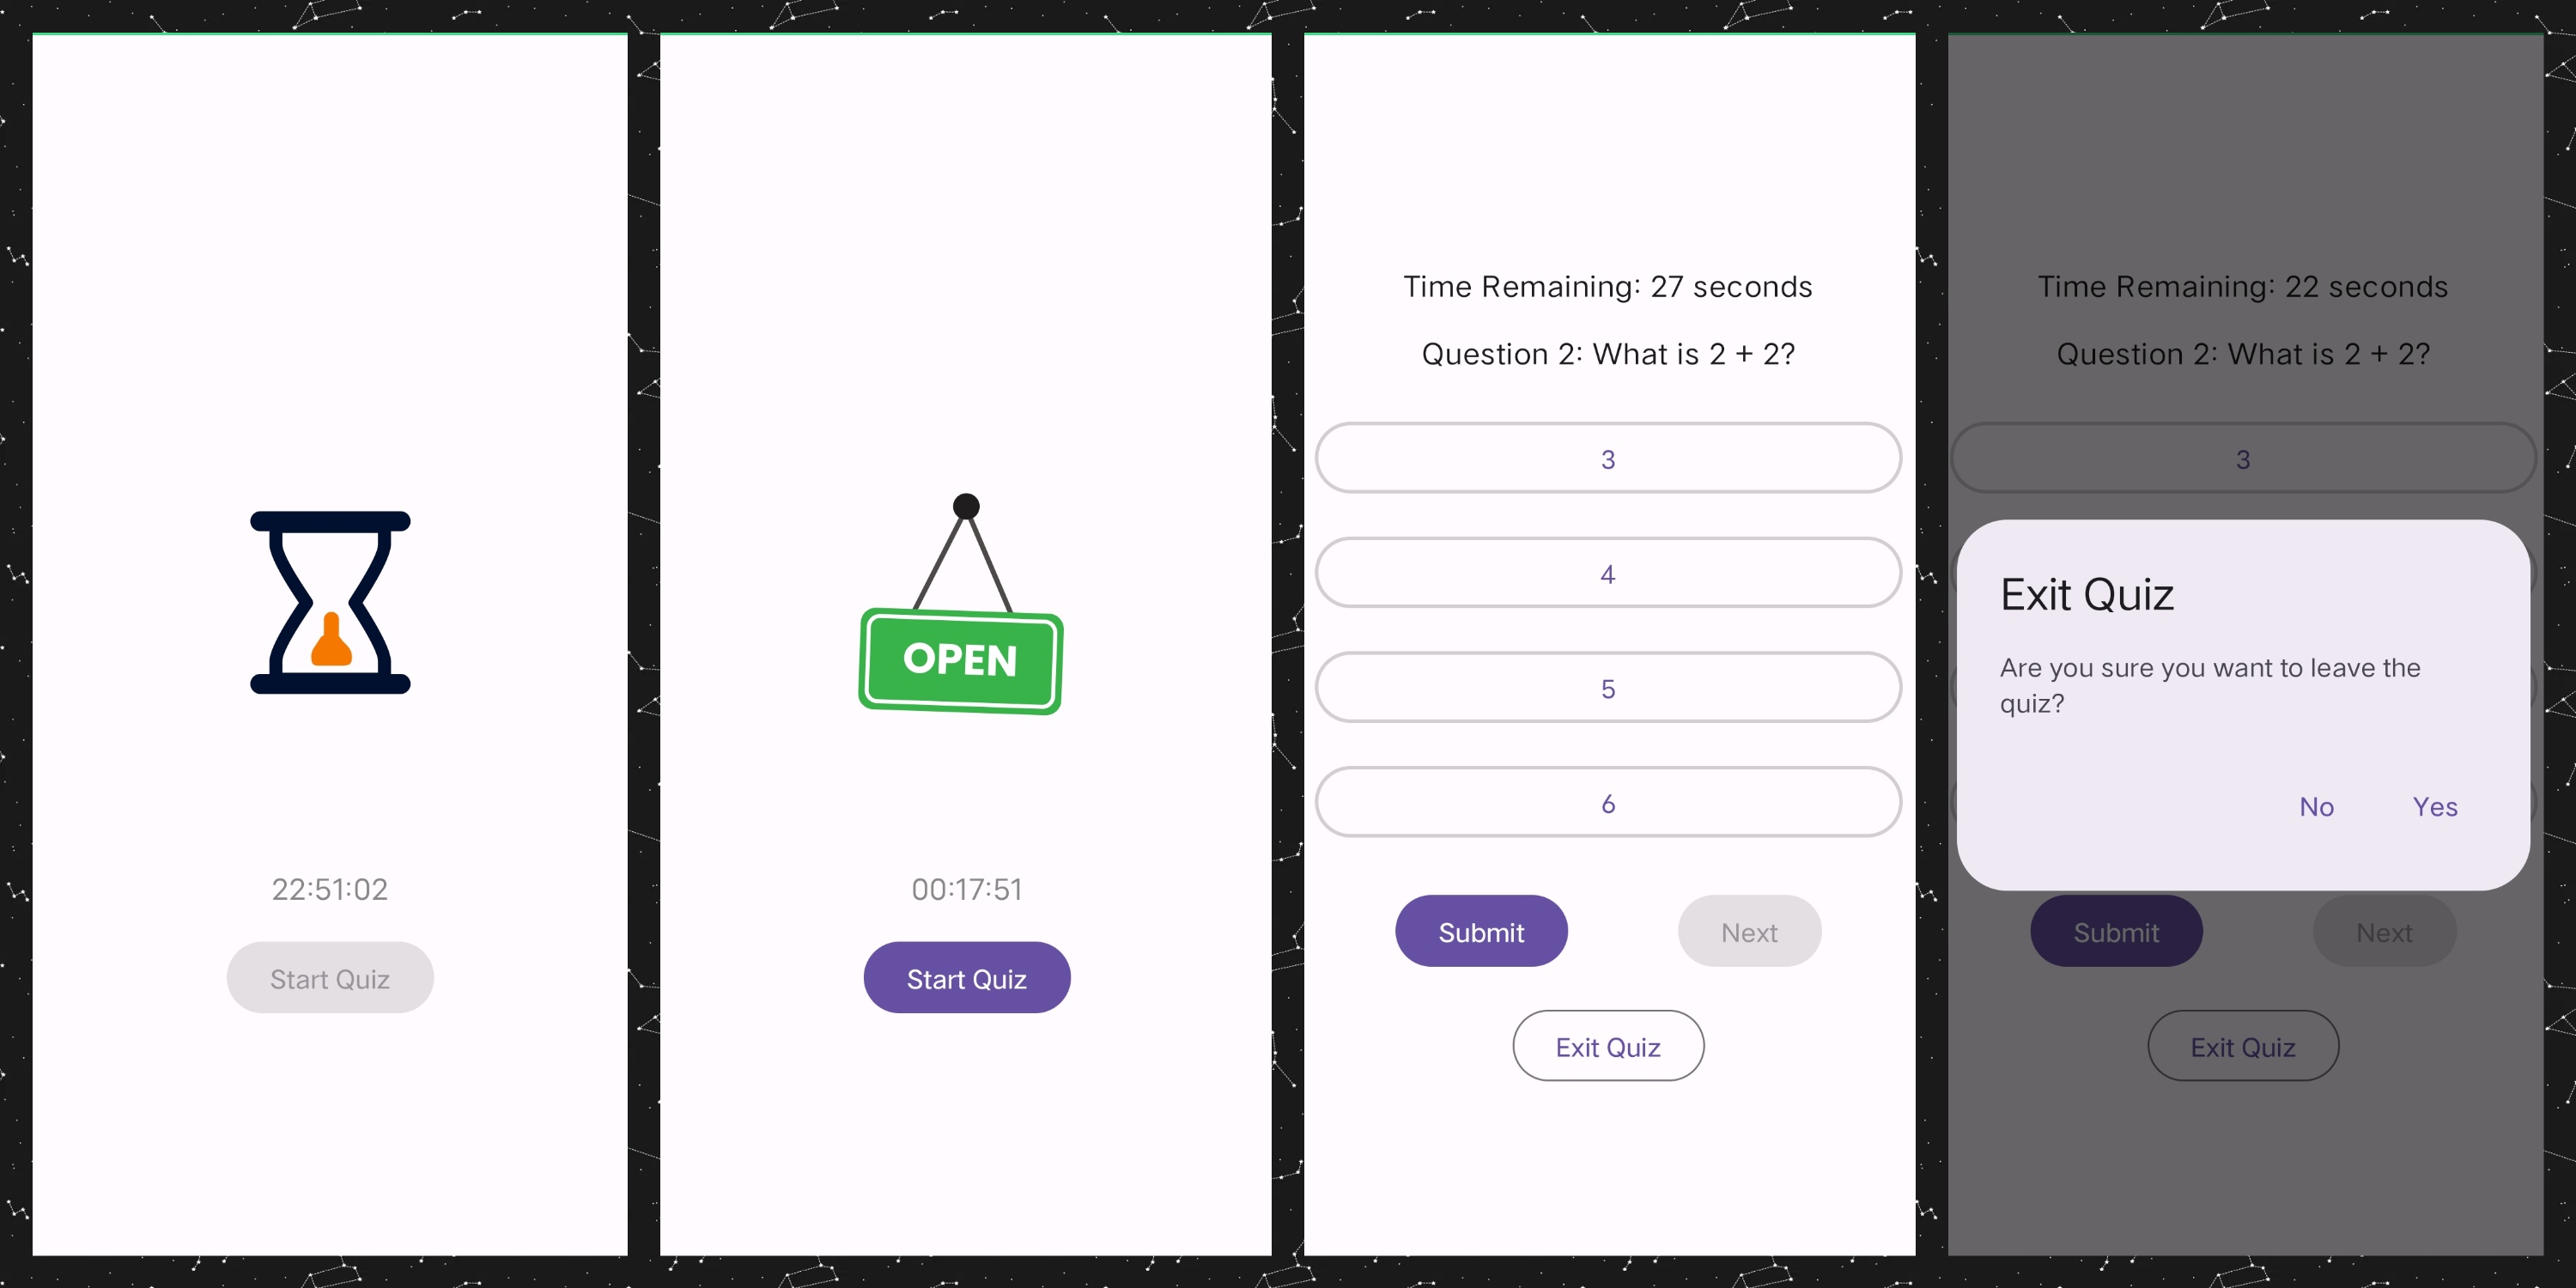 22:51:02
Start Quiz
OPEN
00:17:51
Start Quiz
Time Remaining: 27 seconds
Question 2: What is 2 + 2?
3
4
5
6
Submit
Next
Exit Quiz
Time Remaining: 22 seconds
Question 2: What is 2 + 2?
3
Exit Quiz
Are you sure you want to leave the
quiz?
No
Yes
Submit
Next
Exit Quiz